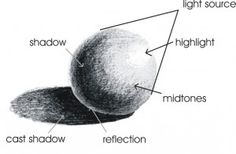 light source
shadow
highlight
midtones
cast shadow
reflection